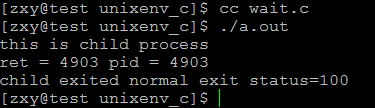 [zxy@test unixenv_c]$ cc wait.c
[zxy@test unixenv_c]$ ./a.out
this is child process
ret = 4903 pid = 4903
child exited normal exit status=100
[zxy@test unixenv_c]$